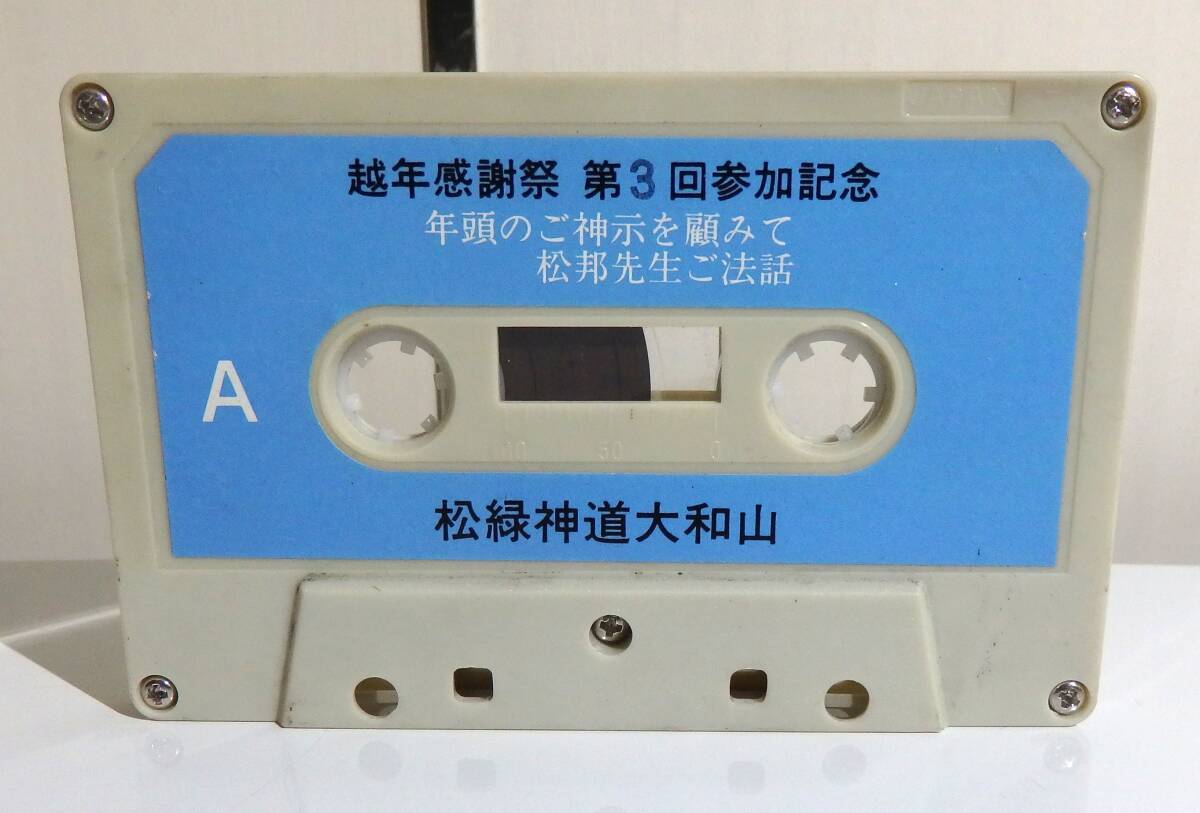 越年感謝祭 第3回参加記念
年頭のご神示を顧みて
松邦先生ご法話
A
100 50 0
松緑神道大和山